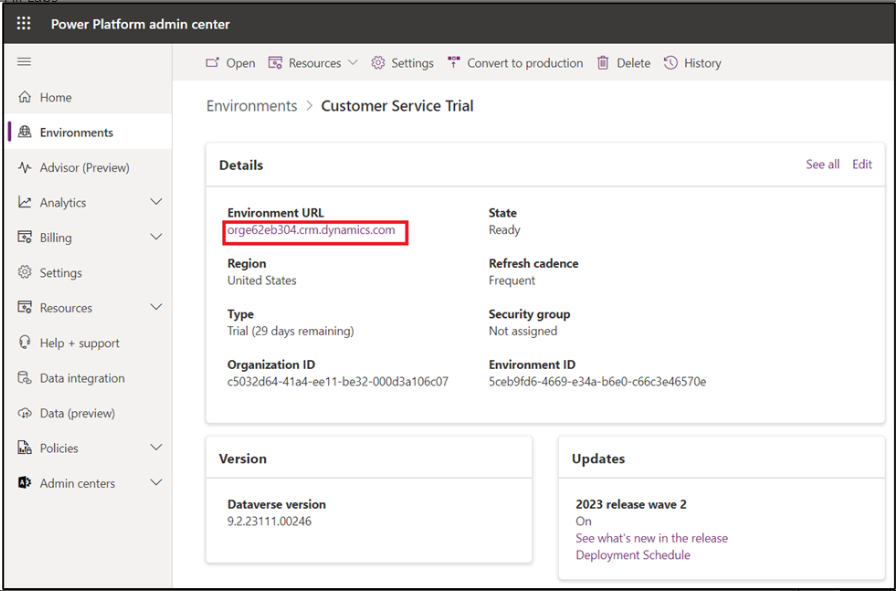 Power Platform admin center
Open Resources Settings Convert to production Delete History
Home
Environments
Advisor (Preview)
Analytics
Billing
Settings
Resources
Help + support
Data integration
Data (preview)
Policies
Admin centers
Environments > Customer Service Trial
Details
See all Edit
Environment URL
orge62eb304.crm.dynamics.com
State
Ready
Region
United States
Refresh cadence
Frequent
Type
Trial (29 days remaining)
Security group
Not assigned
Organization ID
c5032d64-41a4-ee11-be32-000d3a106c07
Environment ID
5ceb9fd6-4669-e34a-b6e0-c66c3e46570e
Version
Dataverse version
9.2.23111.00246
Updates
2023 release wave 2
On
See what's new in the release
Deployment Schedule